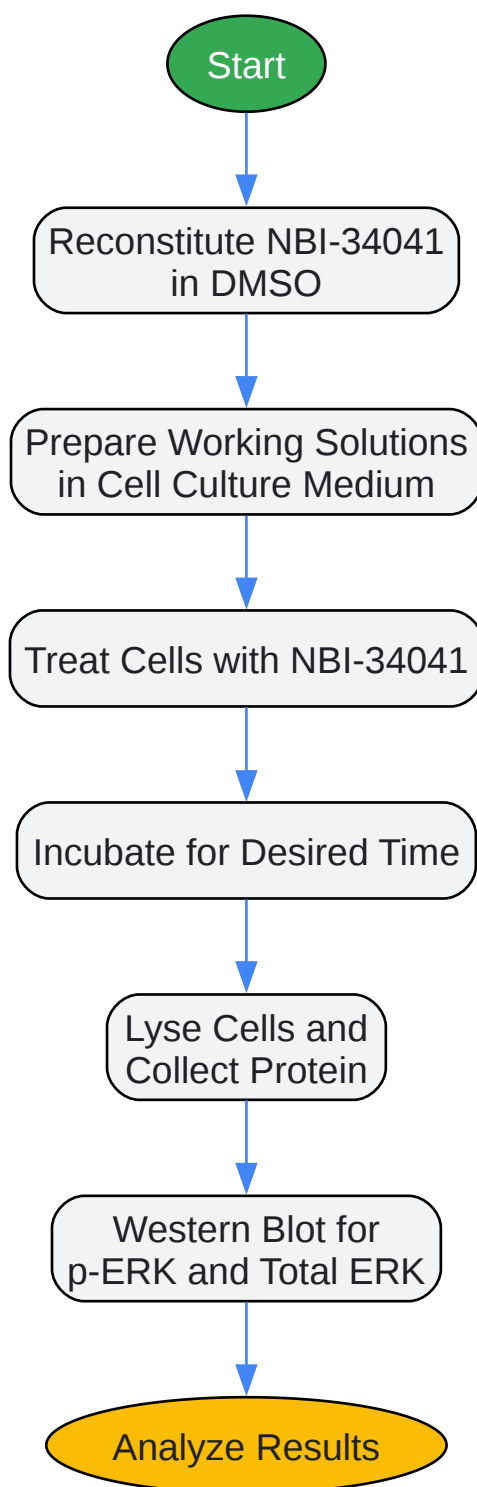 Start
Reconstitute NBI-34041
in DMSO
Prepare Working Solutions
in Cell Culture Medium
Treat Cells with NBI-34041
Incubate for Desired Time
Lyse Cells and
Collect Protein
Western Blot for
p-ERK and Total ERK
Analyze Results